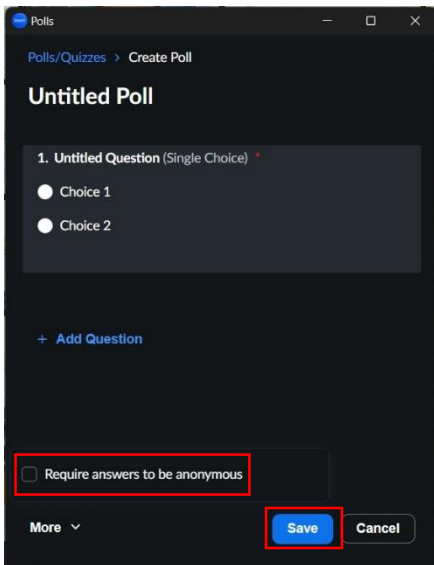 Polls
Polls/Quizzes > Create Poll
Untitled Poll
1. Untitled Question (Single Choice) *
Choice 1
Choice 2
+ Add Question
Require answers to be anonymous
More
Save
Cancel